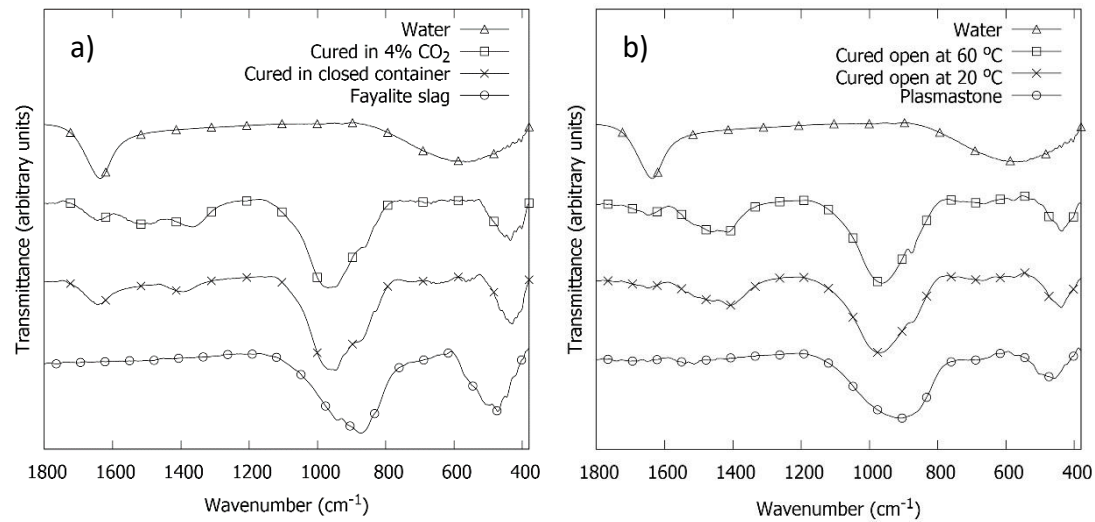 a)
Water
Cured in 4% CO₂
Cured in closed container
Fayalite slag
Transmittance (arbitrary units)
1800 1600 1400 1200 1000 800 600 400
Wavenumber (cm⁻¹)
b)
Water
Cured open at 60 ºC
Cured open at 20 ºC
Plasmastone
Transmittance (arbitrary units)
1800 1600 1400 1200 1000 800 600 400
Wavenumber (cm⁻¹)